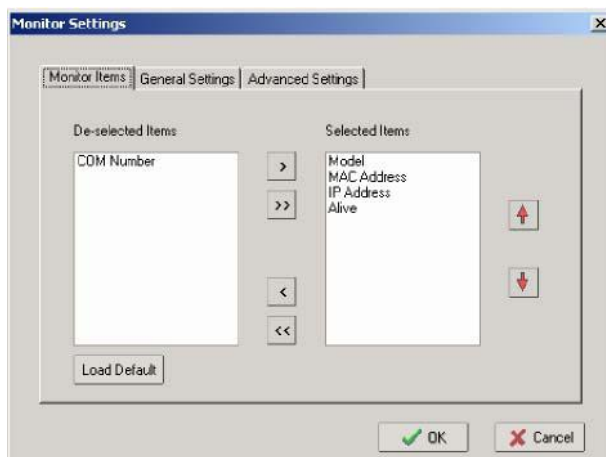 Monitor Settings
Monitor Items
General Settings
Advanced Settings
De-selected Items
Selected Items
COM Number
>
>>
<
<<
Model
MAC Address
IP Address
Alive
Load Default
OK
Cancel